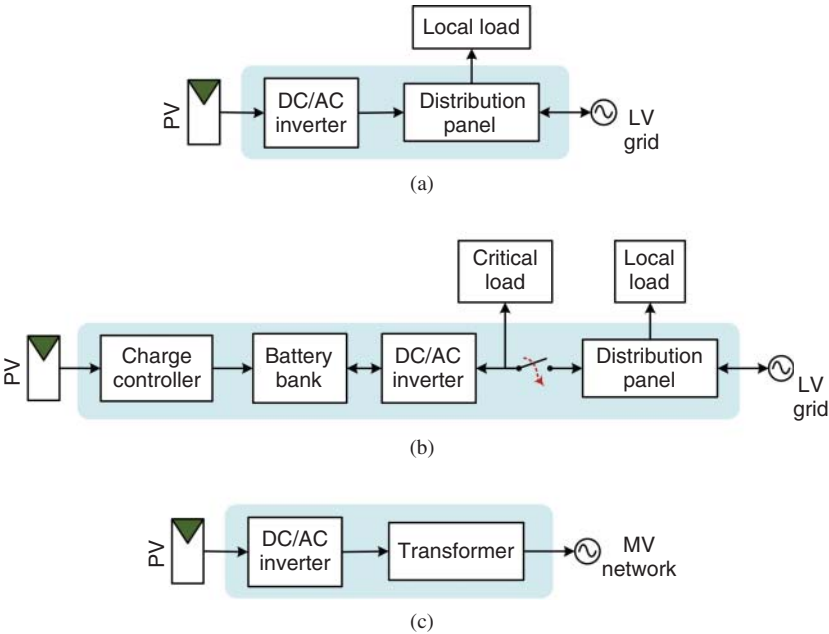 Local load
PV
DC/AC
inverter
Distribution
panel
LV
grid
(a)
Critical
load
Local
load
PV
Charge
controller
Battery
bank
DC/AC
inverter
Distribution
panel
LV
grid
(b)
PV
DC/AC
inverter
Transformer
MV
network
(c)